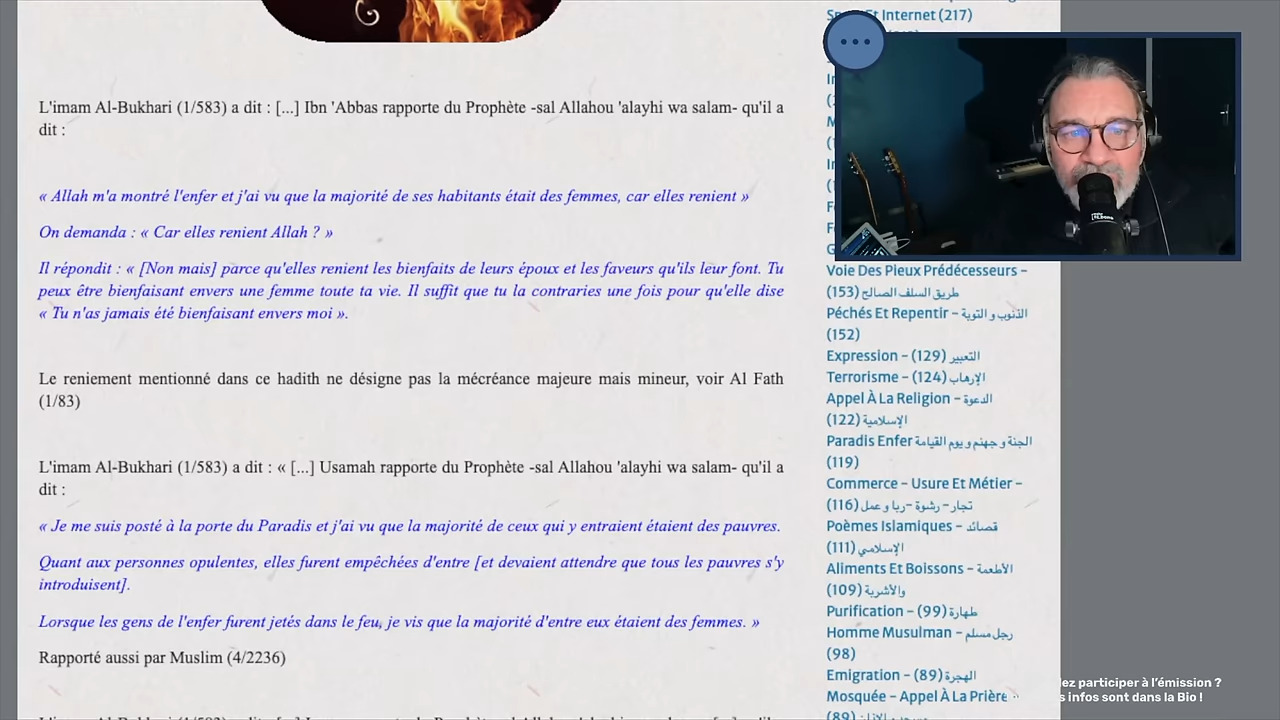 L'imam Al-Bukhari (1/583) a dit : [...] Ibn 'Abbas rapporte du Prophète -sal Allahou 'alayhi wa salam- qu'il a
dit :
« Allah m'a montré l'enfer et j'ai vu que la majorité de ses habitants était des femmes, car elles renient »
On demanda : « Car elles renient Allah ? »
Il répondit : « [Non mais] parce qu'elles renient les bienfaits de leurs époux et les faveurs qu'ils leur font. Tu
peux être bienfaisant envers une femme toute ta vie. Il suffit que tu la contraries une fois pour qu'elle dise
« Tu n'as jamais été bienfaisant envers moi ».
Le reniement mentionné dans ce hadith ne désigne pas la mécréance majeure mais mineur, voir Al Fath
(1/83)
L'imam Al-Bukhari (1/583) a dit : « [...] Usamah rapporte du Prophète -sal Allahou 'alayhi wa salam- qu'il a
dit :
« Je me suis posté à la porte du Paradis et j'ai vu que la majorité de ceux qui y entraient étaient des pauvres.
Quant aux personnes opulentes, elles furent empêchées d'entre [et devaient attendre que tous les pauvres s'y
introduisent].
Lorsque les gens de l'enfer furent jetés dans le feu, je vis que la majorité d'entre eux étaient des femmes. »
Rapporté aussi par Muslim (4/2236)
Et Internet (217)
Voie Des Pieux Prédécesseurs -
طريق السلف الصالح (153)
Péchés Et Repentir - الذنوب و التوبة
(152)
Expression - التعبير (129)
Terrorisme - الإرهاب (124)
Appel À La Religion - الدعوة
الإسلامية (122)
Paradis Enfer الجنة و جهنم و يوم القيامة
(119)
Commerce - Usure Et Métier -
تجار- رشوة -ربا و عمل (116)
Poèmes Islamiques - قصائد
الإسلامي (111)
Aliments Et Boissons - الأطعمة
والأشربة (109)
Purification - طهارة (99)
Homme Musulman - رجل مسلم
(98)
Emigration - الهجرة (89)
Mosquée - Appel À La Prière
(89)
lez participer à l'émission ?
s infos sont dans la Bio !